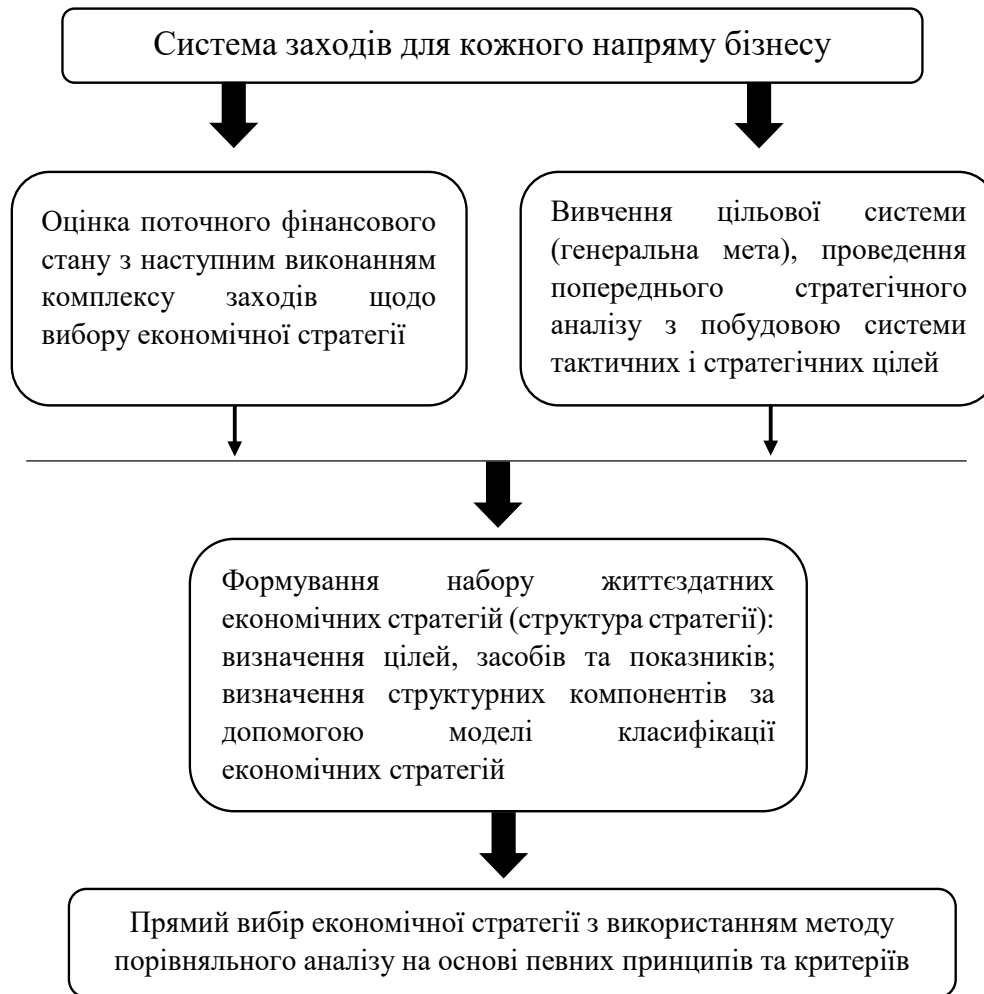 Система заходів для кожного напряму бізнесу
Оцінка поточного фінансового
стану з наступним виконанням
комплексу заходів щодо
вибору економічної стратегії
Вивчення цільової системи
(генеральна мета), проведення
попереднього стратегічного
аналізу з побудовою системи
тактичних і стратегічних цілей
Формування набору життєздатних
економічних стратегій (структура стратегії):
визначення цілей, засобів та показників;
визначення структурних компонентів за
допомогою моделі класифікації
економічних стратегій
Прямий вибір економічної стратегії з використанням методу
порівняльного аналізу на основі певних принципів та критеріїв